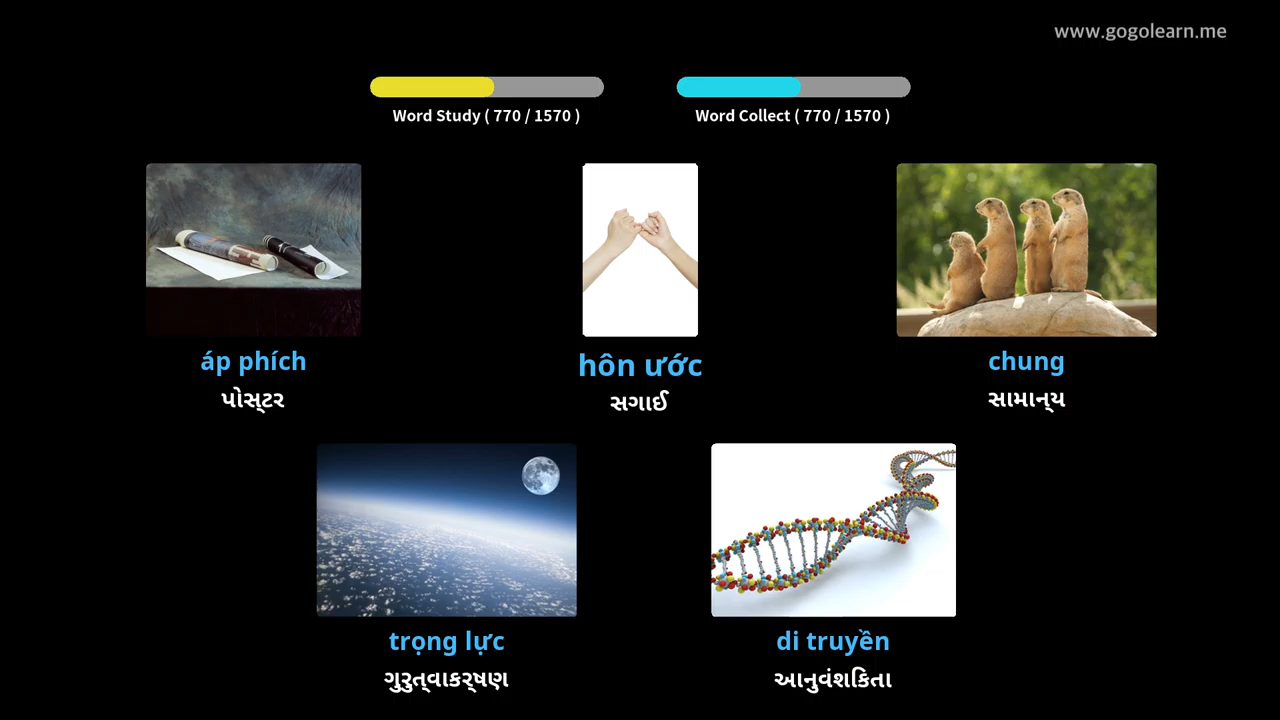 www.gogolearn.me
Word Study ( 770 / 1570 )
Word Collect ( 770 / 1570 )
áp phích
પોસ્ટર
hôn ước
સગાઈ
chung
સામાન્ય
trọng lực
ગુરુત્વાકર્ષણ
di truyền
આનુવંશિકતા